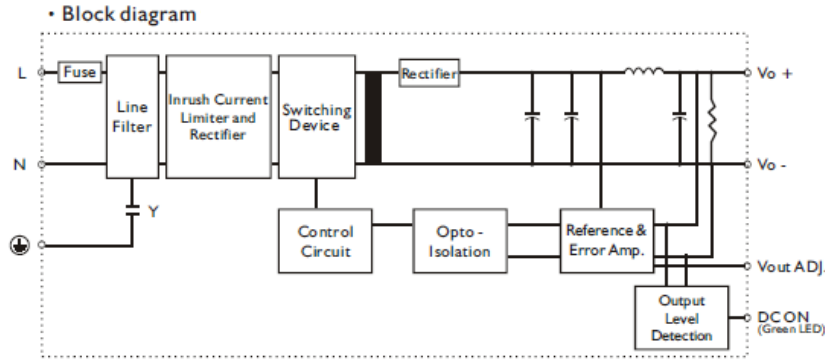 • Block diagram
L
Fuse
Line
Filter
Inrush Current
Limiter and
Rectifier
Switching
Device
Rectifier
Vo +
N
Vo -
Y
Control
Circuit
Opto -
Isolation
Reference &
Error Amp.
Vout ADJ.
Output
Level
Detection
DC ON
(Green LED)